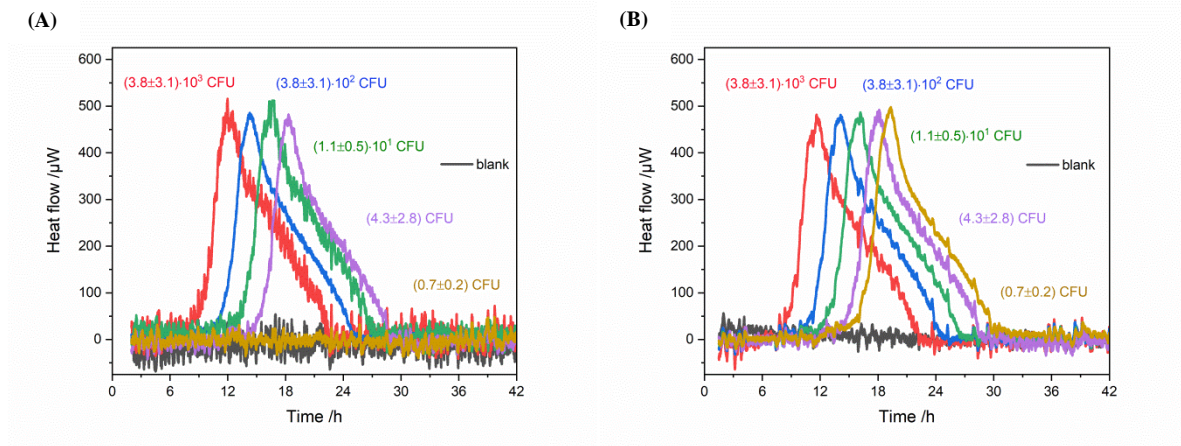 (A)
600
500
400
300
200
100
0
Heat flow /µW
(3.8±3.1)·10³ CFU
(3.8±3.1)·10² CFU
(1.1±0.5)·10¹ CFU
blank
(4.3±2.8) CFU
(0.7±0.2) CFU
0 6 12 18 24 30 36 42
Time /h
(B)
600
500
400
300
200
100
0
Heat flow /µW
(3.8±3.1)·10³ CFU
(3.8±3.1)·10² CFU
(1.1±0.5)·10¹ CFU
blank
(4.3±2.8) CFU
(0.7±0.2) CFU
0 6 12 18 24 30 36 42
Time /h